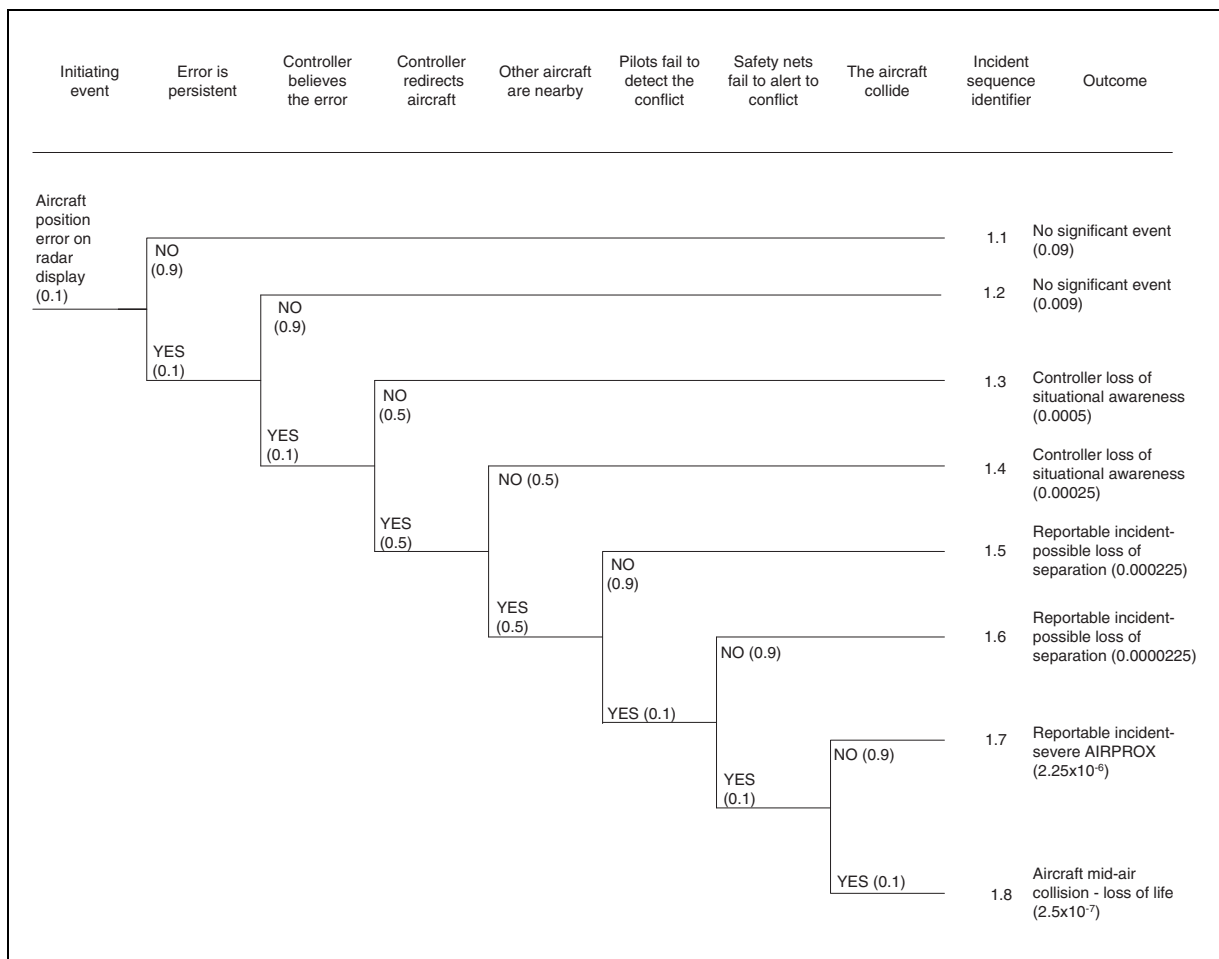 Initiating
event
Error is
persistent
Controller
believes
the error
Controller
redirects
aircraft
Other aircraft
are nearby
Pilots fail to
detect the
conflict
Safety nets
fail to alert to
conflict
The aircraft
collide
Incident
sequence
identifier
Outcome
Aircraft
position
error on
radar
display
(0.1)
NO
(0.9)
1.1
No significant event
(0.09)
YES
(0.1)
NO
(0.9)
1.2
No significant event
(0.009)
YES
(0.1)
NO
(0.5)
1.3
Controller loss of
situational awareness
(0.0005)
YES
(0.5)
NO (0.5)
1.4
Controller loss of
situational awareness
(0.00025)
YES
(0.5)
NO
(0.9)
1.5
Reportable incident-
possible loss of
separation (0.000225)
YES (0.1)
NO (0.9)
1.6
Reportable incident-
possible loss of
separation (0.0000225)
YES
(0.1)
NO (0.9)
1.7
Reportable incident-
severe AIRPROX
(2.25x10⁻⁶)
YES (0.1)
1.8
Aircraft mid-air
collision - loss of life
(2.5x10⁻⁷)